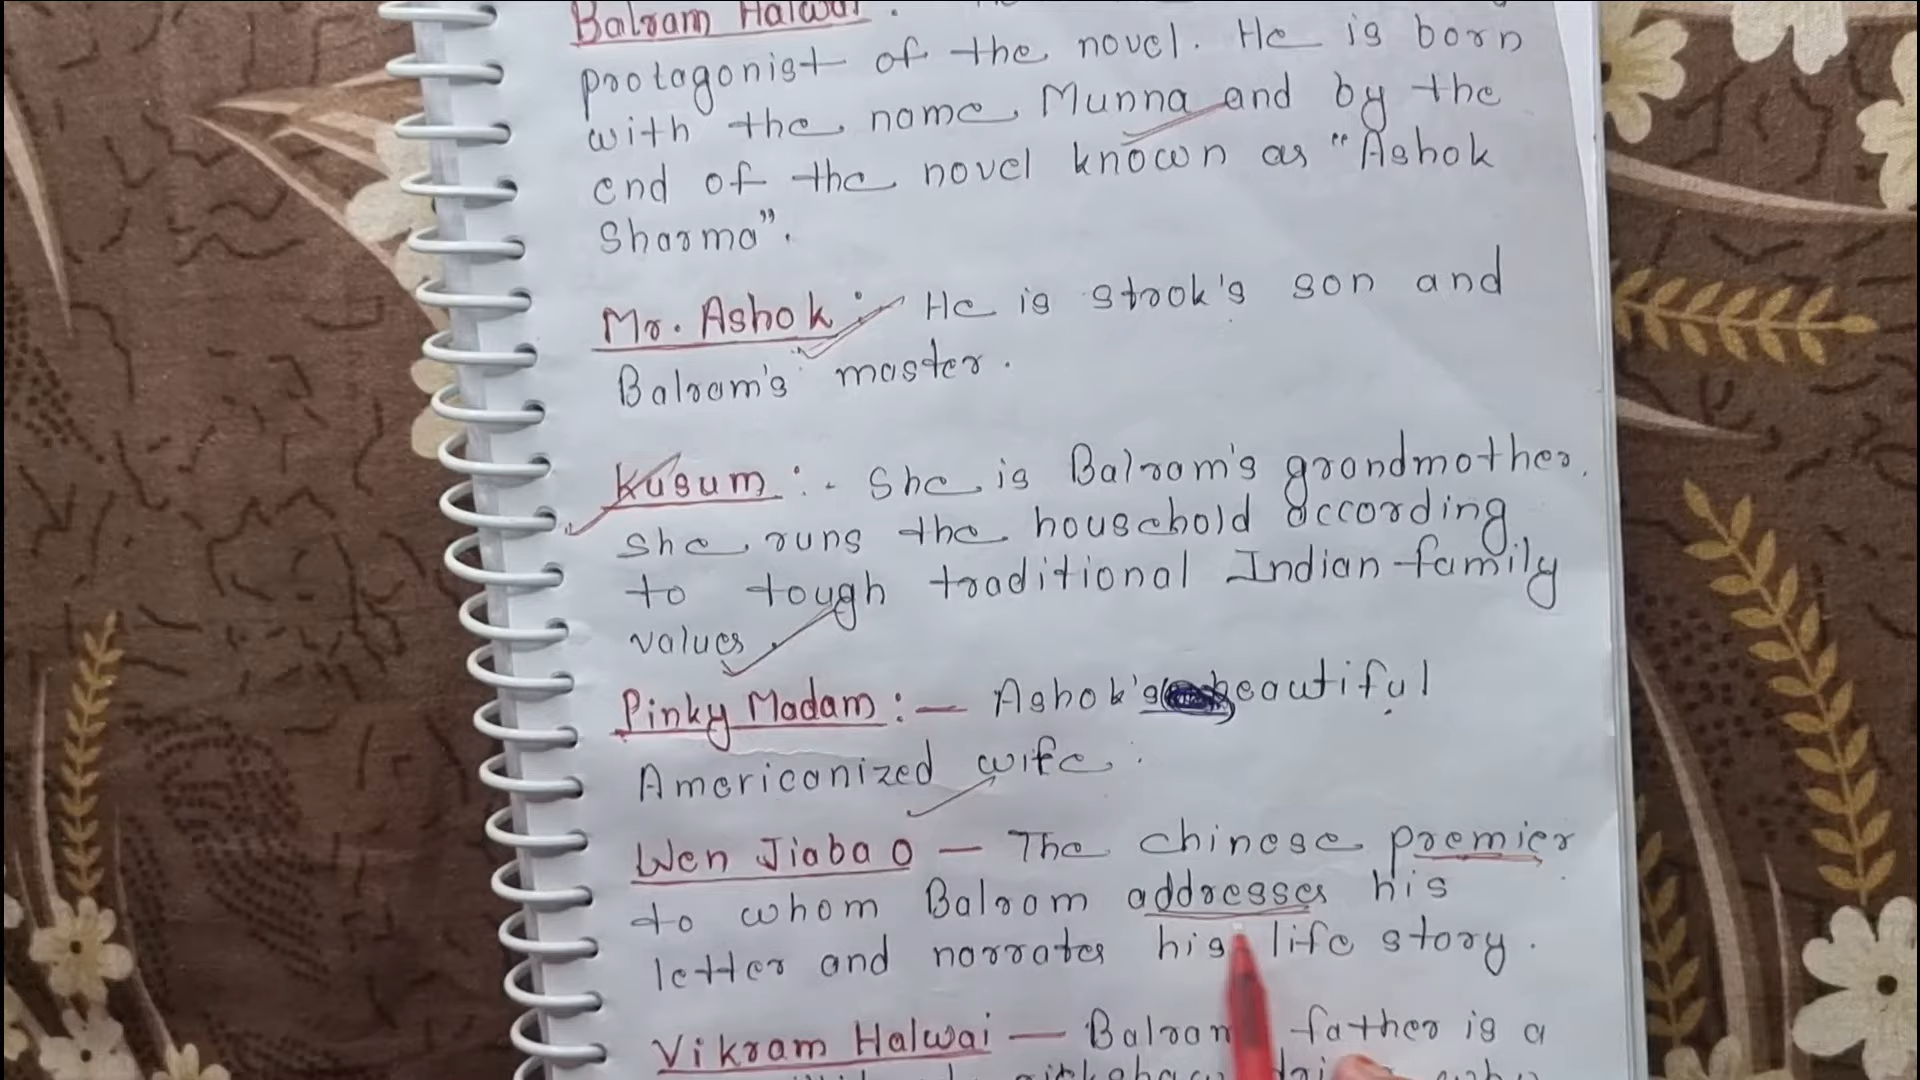 Balram Halwai :
protagonist of the novel. He is born
with the name Munna and by the
end of the novel known as "Ashok
Sharma".
Mr. Ashok : He is strok's son and
Balram's master.
Kusum :- She is Balram's grandmother.
she runs the household according
to tough traditional Indian family
values.
Pinky Madam :— Ashok's beautiful
Americanized wife.
Wen Jiabao — The chinese premier
to whom Balram addresses his
letter and narrates his life story.
Vikram Halwai — Balram father is a